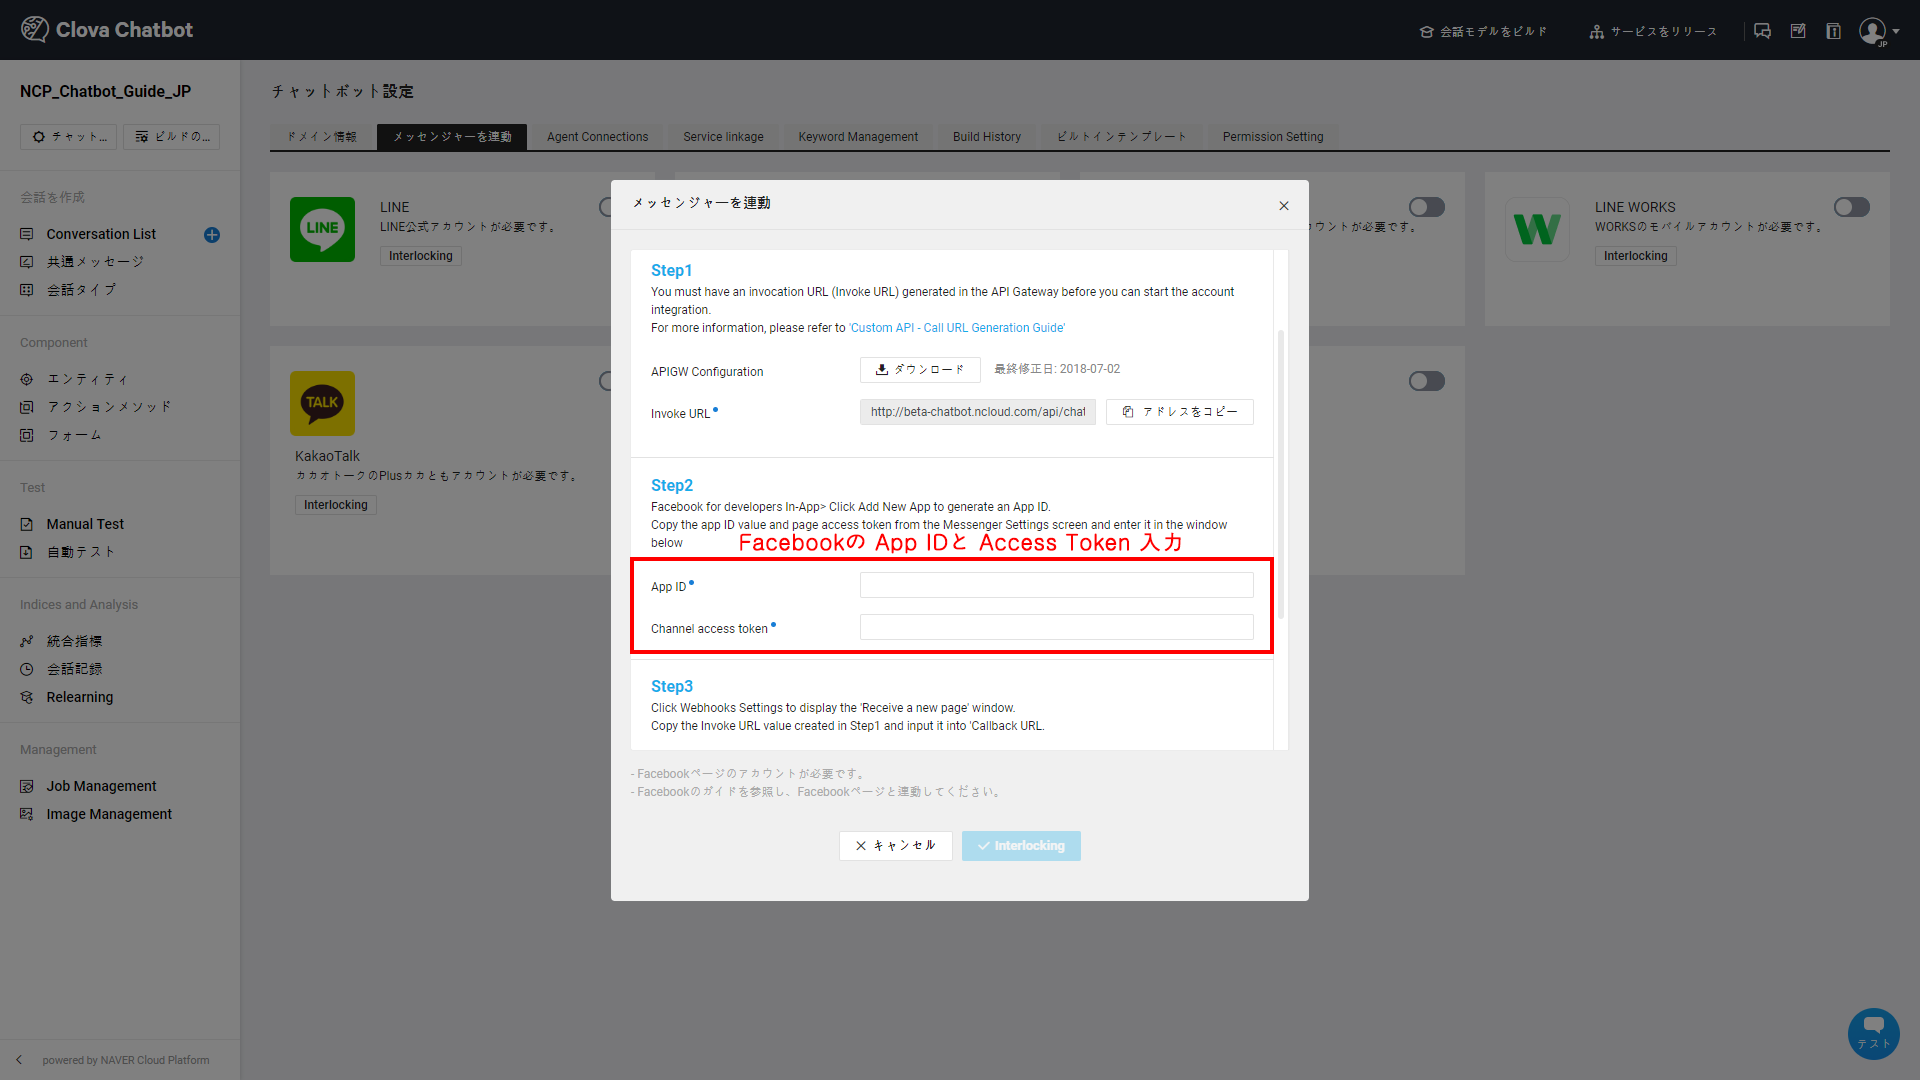 Clova Chatbot
会話モデルをビルド
サービスをリリース
JP
NCP_Chatbot_Guide_JP
チャット...
ビルドの...
会話を作成
Conversation List
共通メッセージ
会話タイプ
Component
エンティティ
アクションメソッド
フォーム
Test
Manual Test
自動テスト
Indices and Analysis
統合指標
会話記録
Relearning
Management
Job Management
Image Management
powered by NAVER Cloud Platform
チャットボット設定
ドメイン情報
メッセンジャーを連動
Agent Connections
Service linkage
Keyword Management
Build History
ビルトインテンプレート
Permission Setting
LINE
LINE
LINE公式アカウントが必要です。
Interlocking
ウントが必要です。
W
LINE WORKS
WORKSのモバイルアカウントが必要です。
Interlocking
TALK
KakaoTalk
カカオトークのPlusカカともアカウントが必要です。
Interlocking
メッセンジャーを連動
Step1
You must have an invocation URL (Invoke URL) generated in the API Gateway before you can start the account
integration.
For more information, please refer to 'Custom API - Call URL Generation Guide'
APIGW Configuration
ダウンロード
最終修正日: 2018-07-02
Invoke URL
http://beta-chatbot.ncloud.com/api/chat
アドレスをコピー
Step2
Facebook for developers In-App> Click Add New App to generate an App ID.
Copy the app ID value and page access token from the Messenger Settings screen and enter it in the window
below
Facebookの App IDと Access Token 入力
App ID
Channel access token
Step3
Click Webhooks Settings to display the 'Receive a new page' window.
Copy the Invoke URL value created in Step1 and input it into 'Callback URL.
- Facebookページのアカウントが必要です。
- Facebookのガイドを参照し、Facebookページと連動してください。
キャンセル
Interlocking
テスト